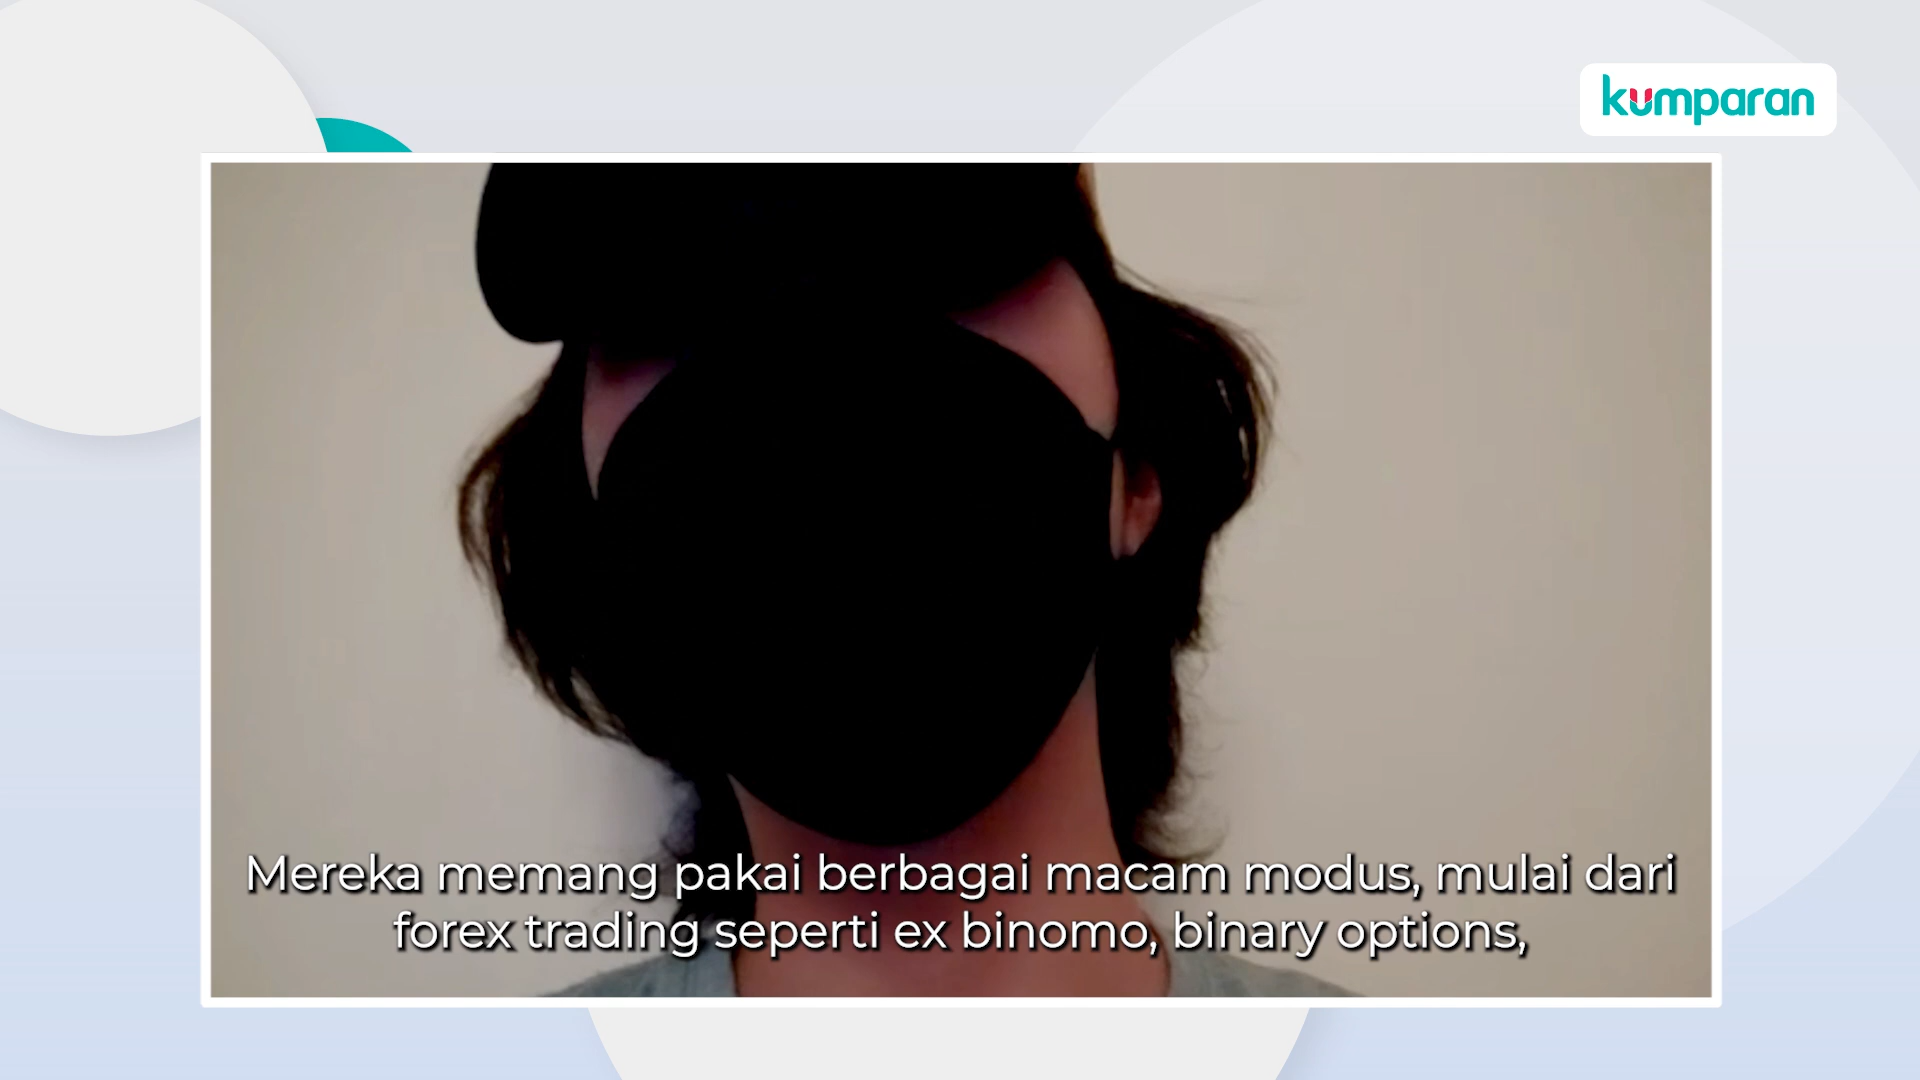 kumparan
Mereka memang pakai berbagai macam modus, mulai dari
forex trading seperti ex binomo, binary options,